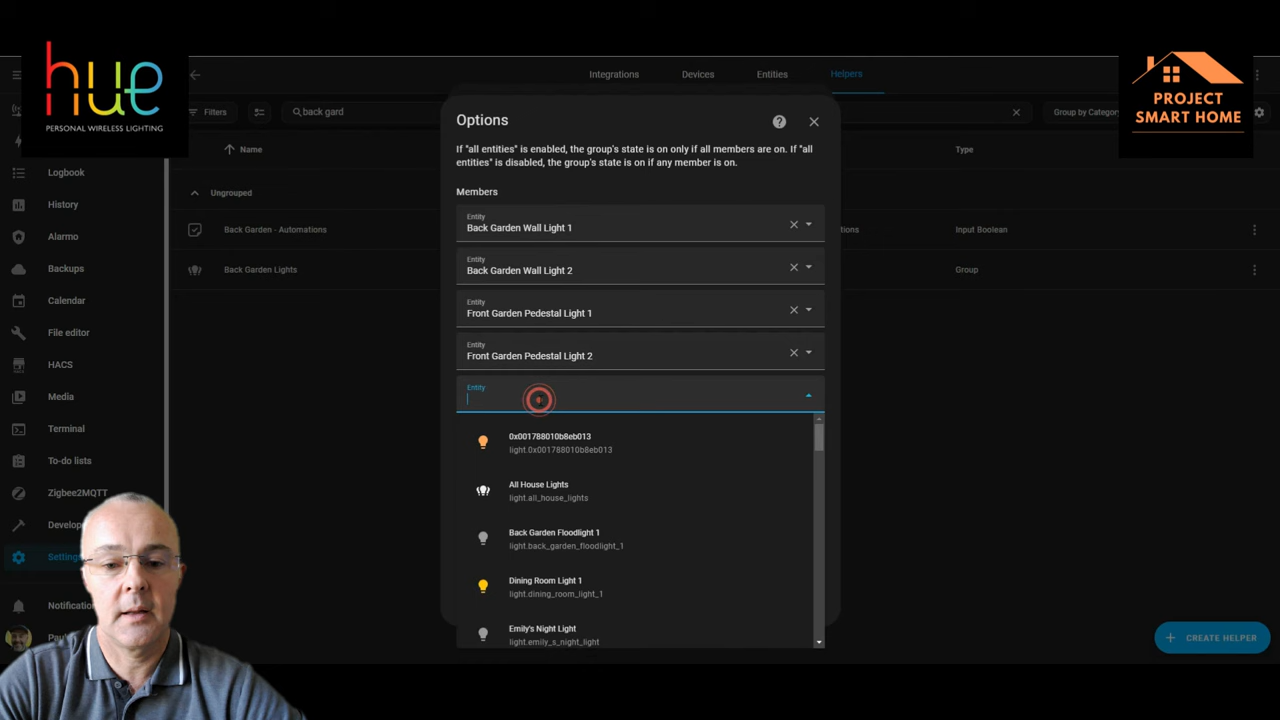 hue
PERSONAL WIRELESS LIGHTING
PROJECT
SMART HOME
Integrations
Devices
Entities
Helpers
Filters
back gard
Group by Category
Name
Type
Ungrouped
Back Garden - Automations
Input Boolean
Back Garden Lights
Group
Logbook
History
Alarmo
Backups
Calendar
File editor
HACS
Media
Terminal
To-do lists
Zigbee2MQTT
Develop
Settings
Notification
Options
If "all entities" is enabled, the group's state is on only if all members are on. If "all
entities" is disabled, the group's state is on if any member is on.
Members
Entity
Back Garden Wall Light 1
Entity
Back Garden Wall Light 2
Entity
Front Garden Pedestal Light 1
Entity
Front Garden Pedestal Light 2
Entity
0x001788010b8eb013
light.0x001788010b8eb013
All House Lights
light.all_house_lights
Back Garden Floodlight 1
light.back_garden_floodlight_1
Dining Room Light 1
light.dining_room_light_1
Emily's Night Light
light.emily_s_night_light
CREATE HELPER